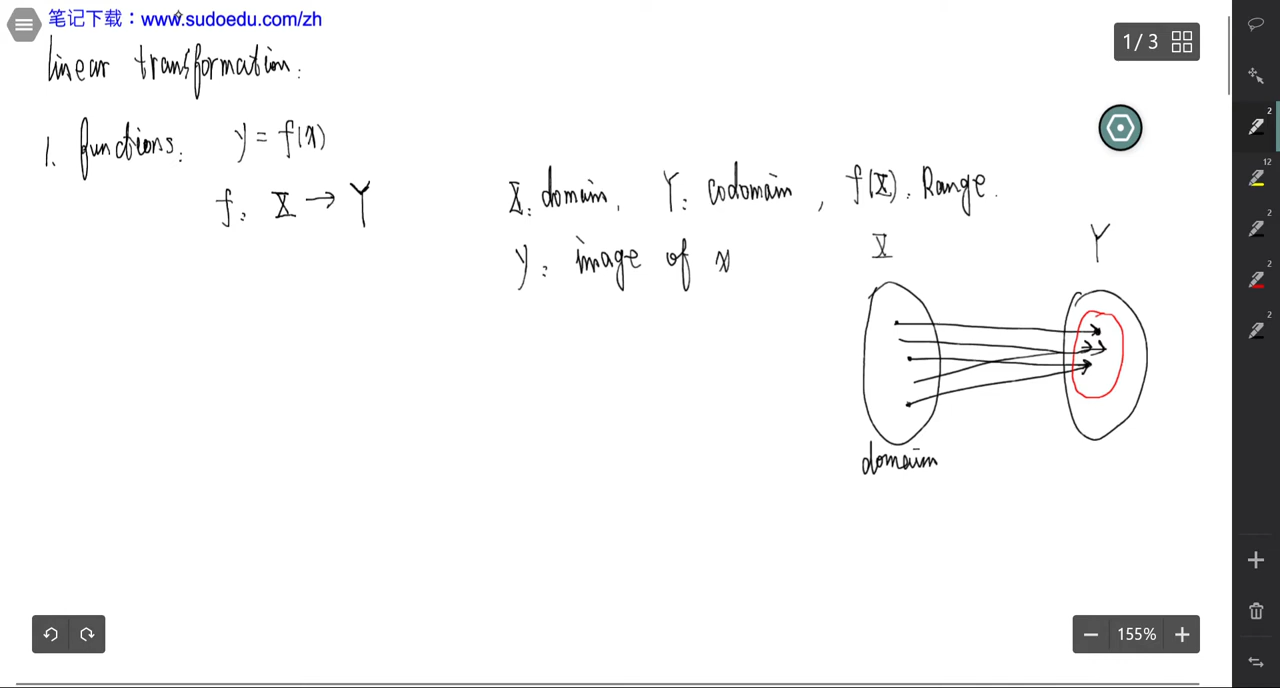 笔记下载：www.sudoedu.com/zh
1 / 3
linear transformation.
1. functions: y = f(x)
f: X → Y
X: domain, Y: codomain, f(X): Range.
y: image of x
X Y
domain
155%